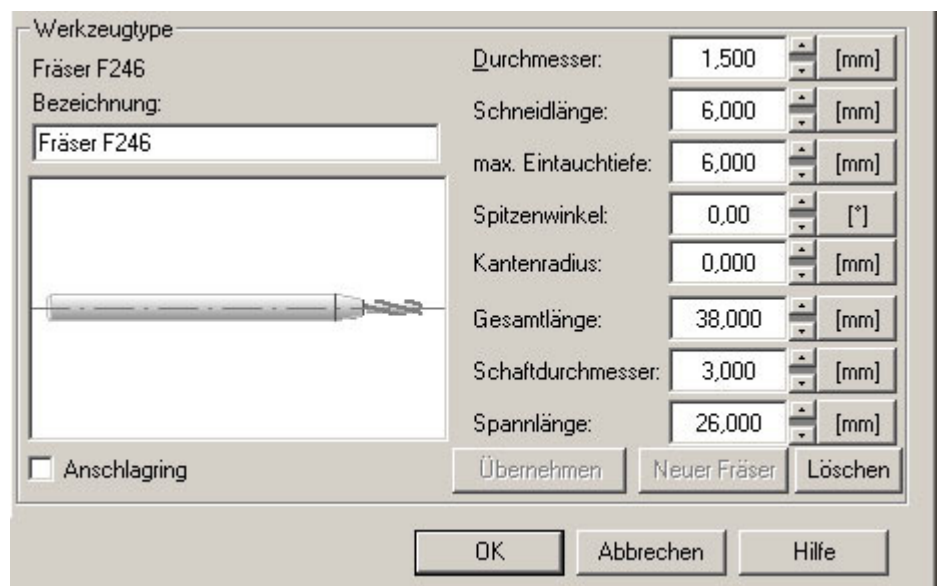 Werkzeugtype
Fräser F246
Bezeichnung:
Fräser F246
Durchmesser: 1,500 [mm]
Schneidlänge: 6,000 [mm]
max. Eintauchtiefe: 6,000 [mm]
Spitzenwinkel: 0,00 [°]
Kantenradius: 0,000 [mm]
Gesamtlänge: 38,000 [mm]
Schaftdurchmesser: 3,000 [mm]
Spannlänge: 26,000 [mm]
Anschlagring
Übernehmen Neuer Fräser Löschen
OK Abbrechen Hilfe